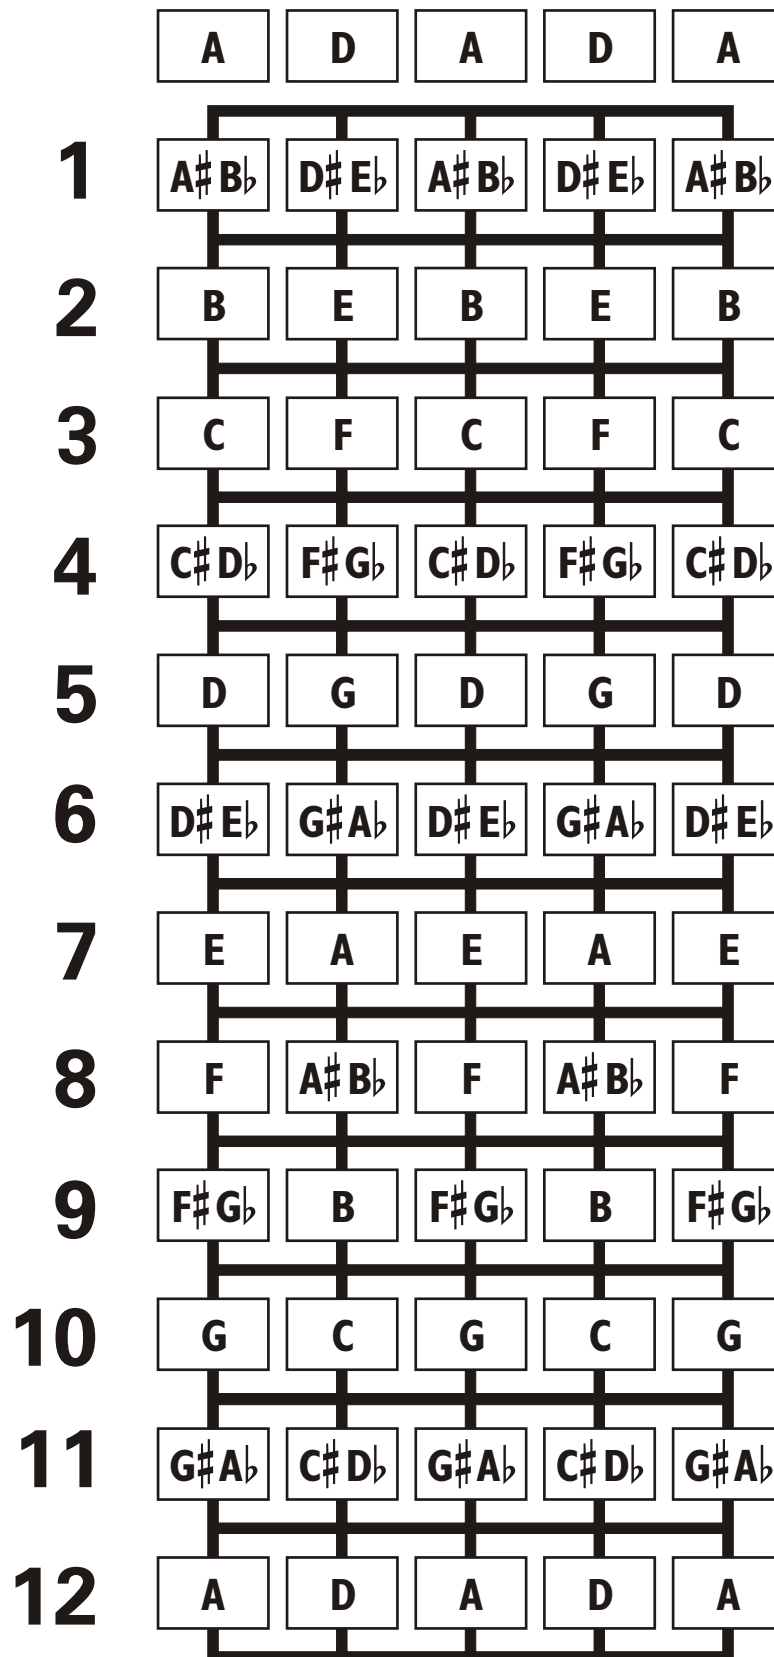 A D A D A
1 A♯B♭ D♯E♭ A♯B♭ D♯E♭ A♯B♭
2 B E B E B
3 C F C F C
4 C♯D♭ F♯G♭ C♯D♭ F♯G♭ C♯D♭
5 D G D G D
6 D♯E♭ G♯A♭ D♯E♭ G♯A♭ D♯E♭
7 E A E A E
8 F A♯B♭ F A♯B♭ F
9 F♯G♭ B F♯G♭ B F♯G♭
10 G C G C G
11 G♯A♭ C♯D♭ G♯A♭ C♯D♭ G♯A♭
12 A D A D A